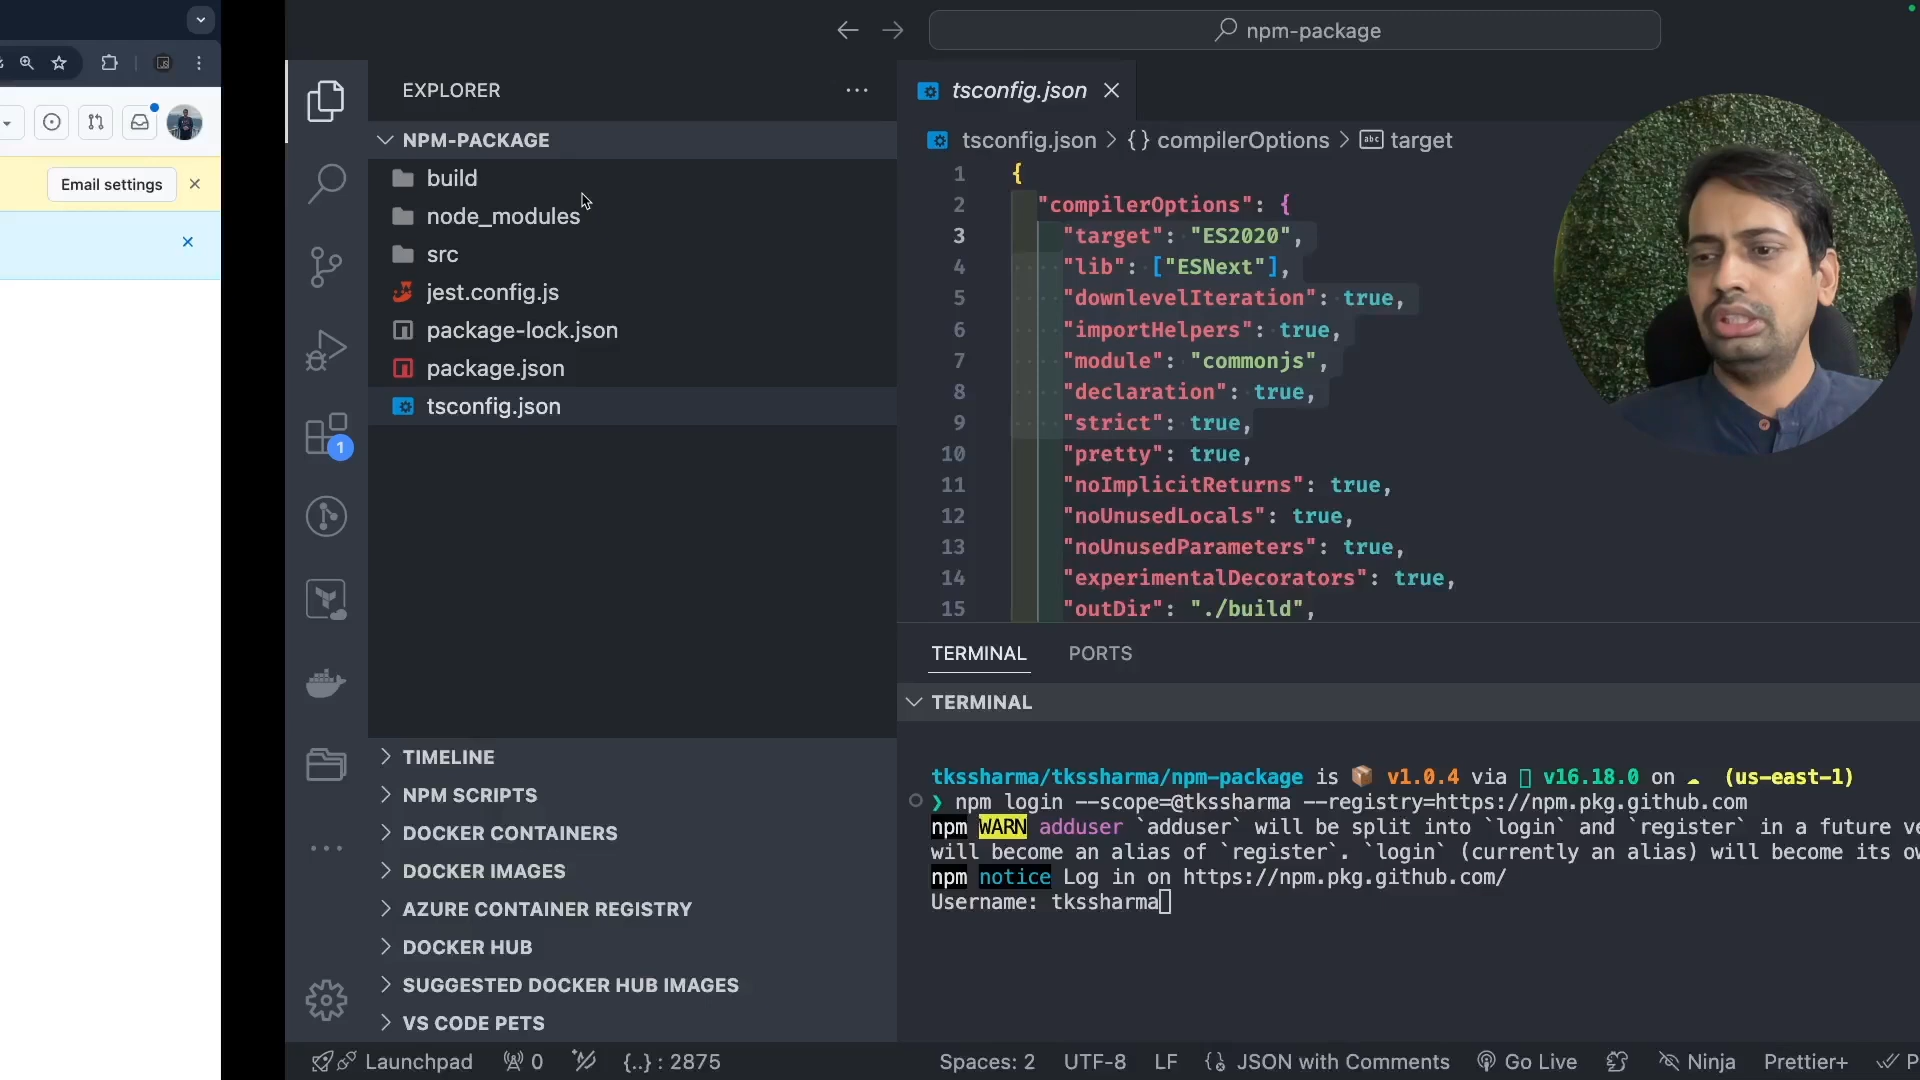 npm-package
EXPLORER
tsconfig.json
NPM-PACKAGE
tsconfig.json > {} compilerOptions > abc target
Email settings
build
node_modules
src
jest.config.js
package-lock.json
package.json
tsconfig.json
1
1 {
2 "compilerOptions": {
3 "target": "ES2020",
4 "lib": ["ESNext"],
5 "downlevelIteration": true,
6 "importHelpers": true,
7 "module": "commonjs",
8 "declaration": true,
9 "strict": true,
10 "pretty": true,
11 "noImplicitReturns": true,
12 "noUnusedLocals": true,
13 "noUnusedParameters": true,
14 "experimentalDecorators": true,
15 "outDir": "./build",
TERMINAL PORTS
TERMINAL
tkssharma/tkssharma/npm-package is 📦 v1.0.4 via v16.18.0 on ☁ (us-east-1)
❯ npm login --scope=@tkssharma --registry=https://npm.pkg.github.com
npm WARN adduser `adduser` will be split into `login` and `register` in a future
will become an alias of `register`. `login` (currently an alias) will become its
npm notice Log in on https://npm.pkg.github.com/
Username: tkssharma
TIMELINE
NPM SCRIPTS
DOCKER CONTAINERS
DOCKER IMAGES
AZURE CONTAINER REGISTRY
DOCKER HUB
SUGGESTED DOCKER HUB IMAGES
VS CODE PETS
Launchpad 0 {..} : 2875 Spaces: 2 UTF-8 LF {} JSON with Comments Go Live Ninja Prettier+